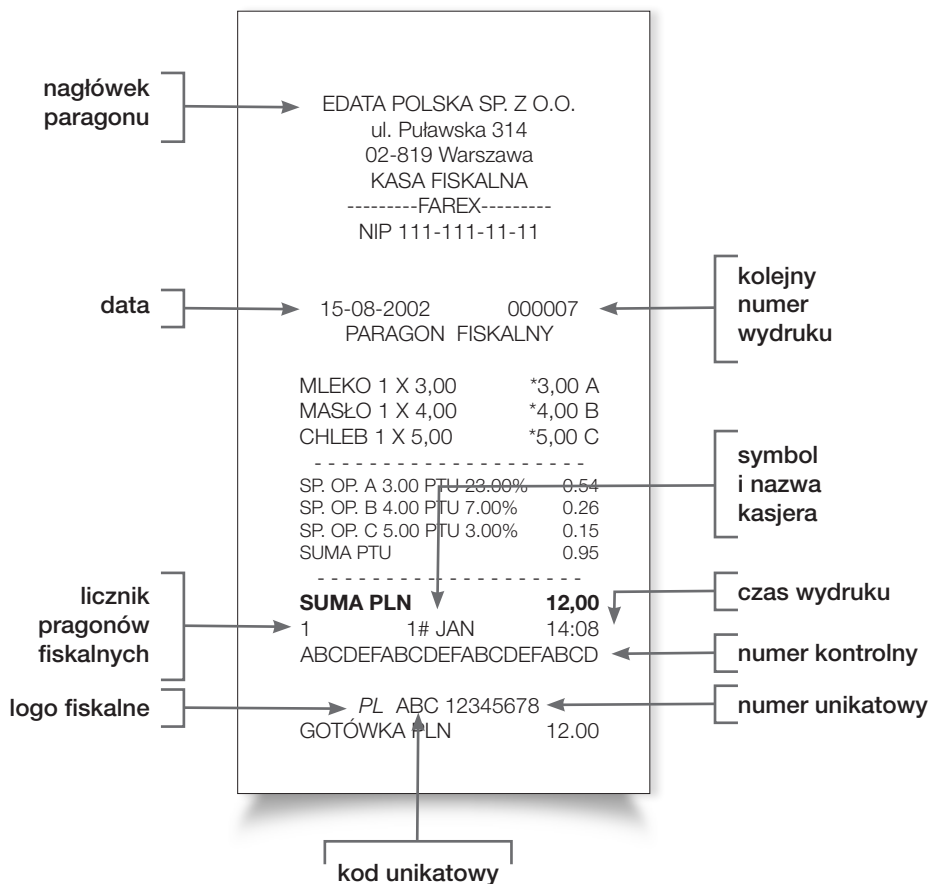 nagłówek
paragonu
EDATA POLSKA SP. Z O.O.
ul. Puławska 314
02-819 Warszawa
KASA FISKALNA
---------FAREX---------
NIP 111-111-11-11
data
15-08-2002 000007
PARAGON FISKALNY
kolejny
numer
wydruku
MLEKO 1 X 3,00 *3,00 A
MASŁO 1 X 4,00 *4,00 B
CHLEB 1 X 5,00 *5,00 C
- - - - - - - - - - - - - - - - - - - - -
SP. OP. A 3.00 PTU 23.00% 0.54
SP. OP. B 4.00 PTU 7.00% 0.26
SP. OP. C 5.00 PTU 3.00% 0.15
SUMA PTU 0.95
- - - - - - - - - - - - - - - - - - - - -
symbol
i nazwa
kasjera
SUMA PLN 12,00
1 1# JAN 14:08
ABCDEFABCDEFABCDEFABCD
licznik
pragonów
fiskalnych
czas wydruku
numer kontrolny
logo fiskalne
PL ABC 12345678
numer unikatowy
GOTÓWKA PLN 12.00
kod unikatowy